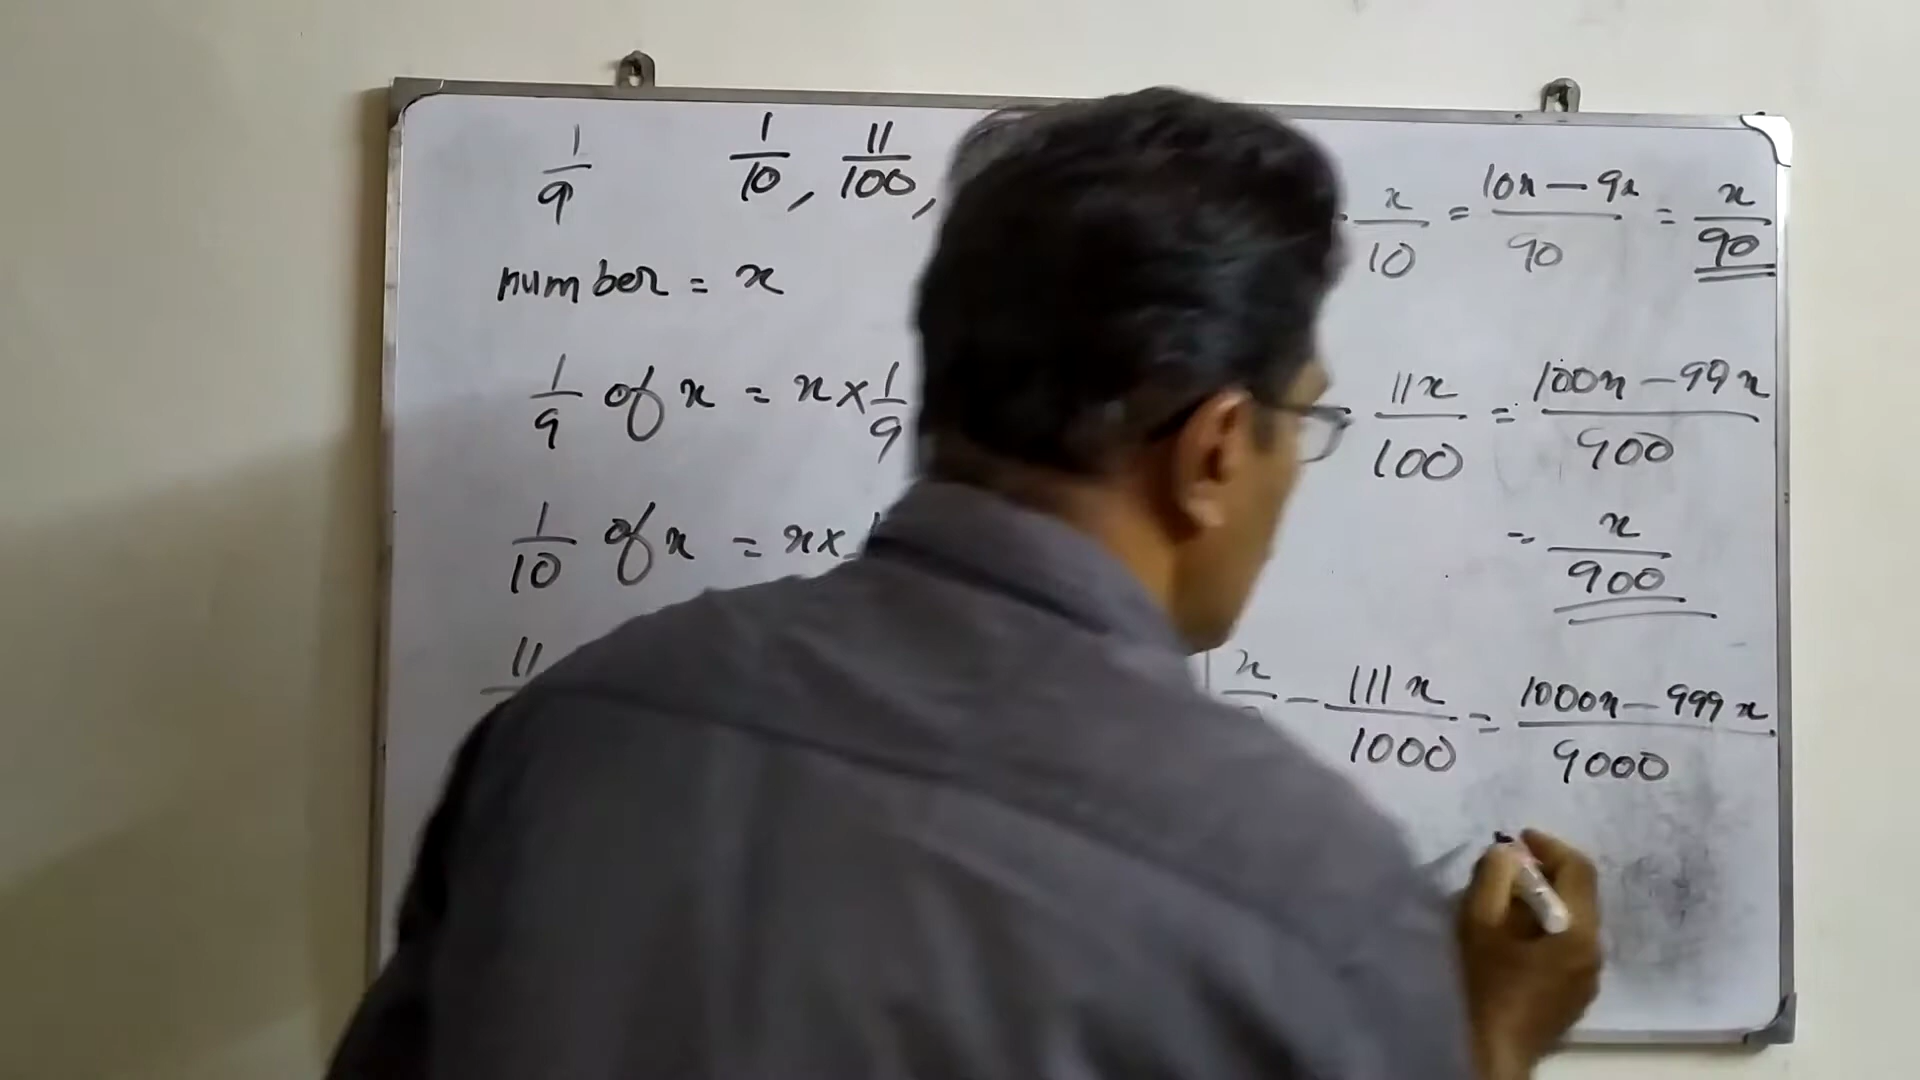 1/9 1/10, 11/100,
number = x
1/9 of x = x × 1/9
1/10 of x = x ×
11
x/10 = (10x − 9x)/90 = x/90
11x/100 = (100x − 99x)/900
= x/900
x − 111x/1000 = (1000x − 999x)/9000